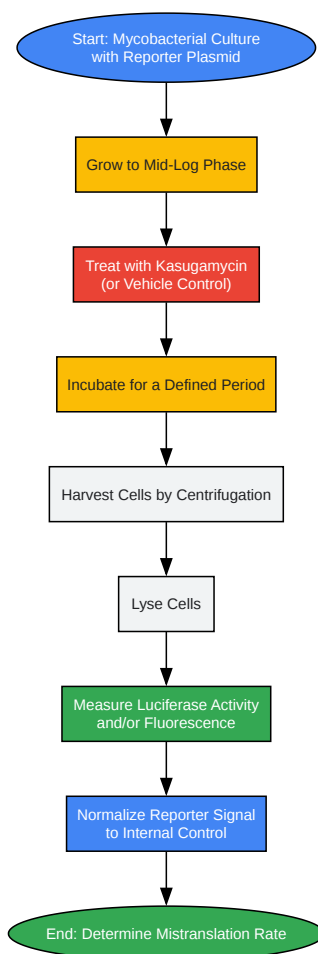 Start: Mycobacterial Culture
with Reporter Plasmid
Grow to Mid-Log Phase
Treat with Kasugamycin
(or Vehicle Control)
Incubate for a Defined Period
Harvest Cells by Centrifugation
Lyse Cells
Measure Luciferase Activity
and/or Fluorescence
Normalize Reporter Signal
to Internal Control
End: Determine Mistranslation Rate